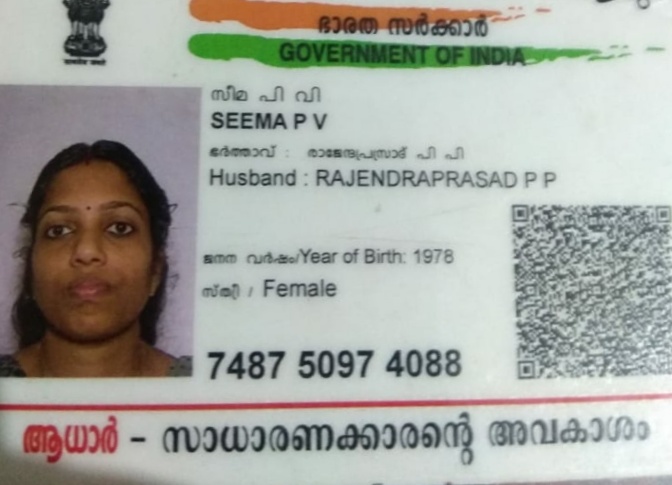 ഭാരത സർക്കാർ
GOVERNMENT OF INDIA
സീമ പി വി
SEEMA P V
ഭർത്താവ് : രാജേന്ദ്രപ്രസാദ് പി പി
Husband : RAJENDRAPRASAD P P
ജനന വർഷം/Year of Birth: 1978
സ്ത്രീ / Female
7487 5097 4088
ആധാർ - സാധാരണക്കാരന്റെ അവകാശം